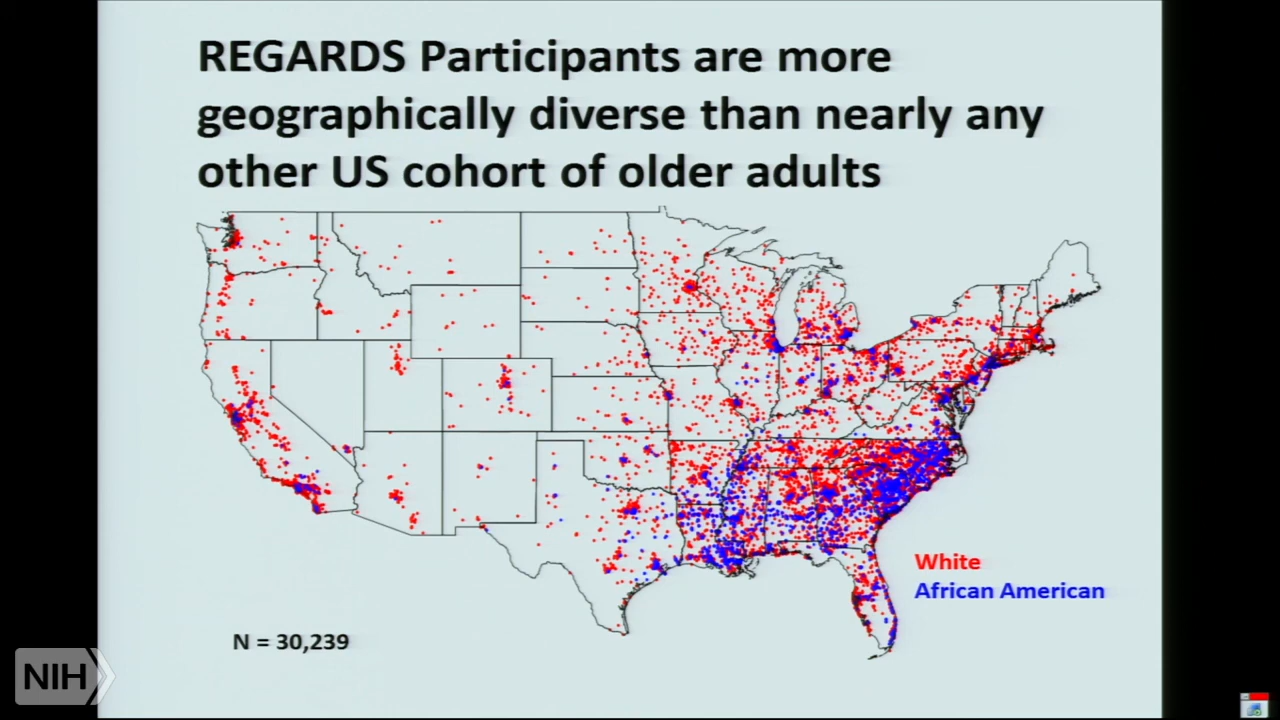 REGARDS Participants are more
geographically diverse than nearly any
other US cohort of older adults
White
African American
N = 30,239
NIH